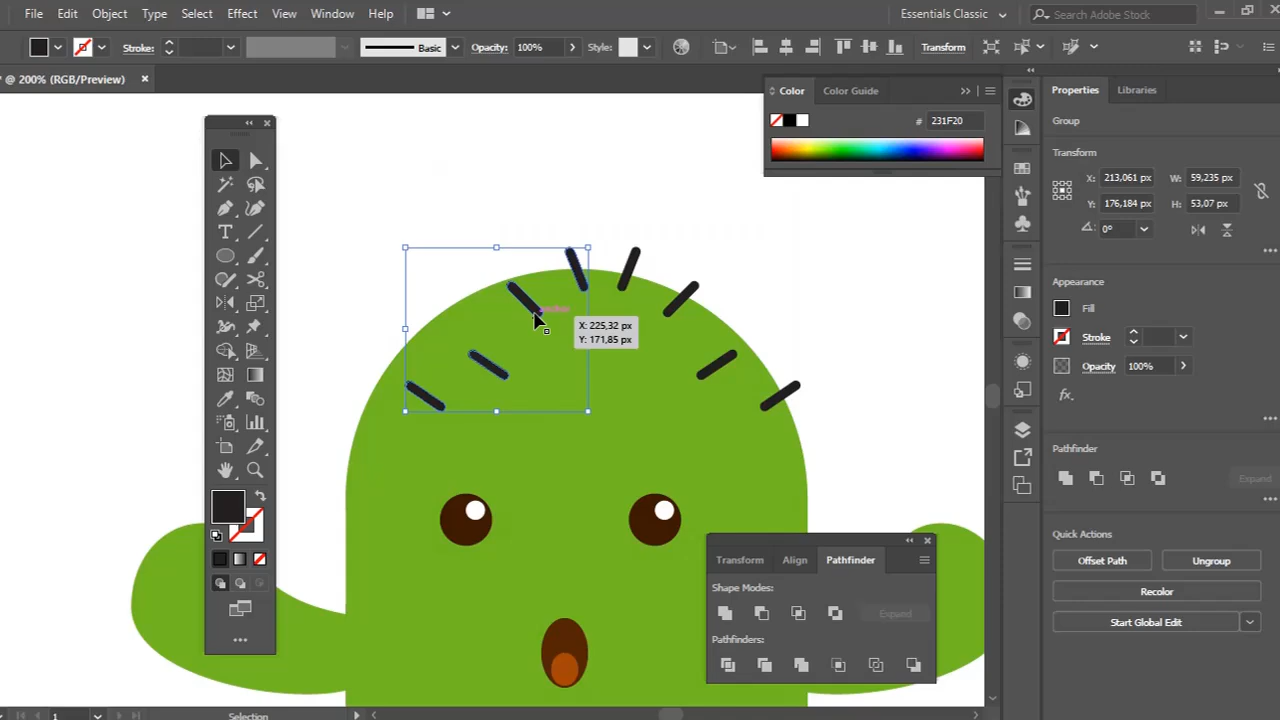 File Edit Object Type Select Effect View Window Help
Essentials Classic
Search Adobe Stock
Stroke:
Basic
Opacity: 100%
Style:
Transform
@ 200% (RGB/Preview)
Color Color Guide
# 231F20
Properties Libraries
Group
Transform
X: 213,061 px W: 59,235 px
Y: 176,184 px H: 53,07 px
0°
Appearance
Fill
Stroke
Opacity 100%
fx.
Pathfinder
Expand
Quick Actions
Offset Path Ungroup
Recolor
Start Global Edit
X: 225,32 px
Y: 171,85 px
Transform Align Pathfinder
Shape Modes:
Expand
Pathfinders:
1
Selection